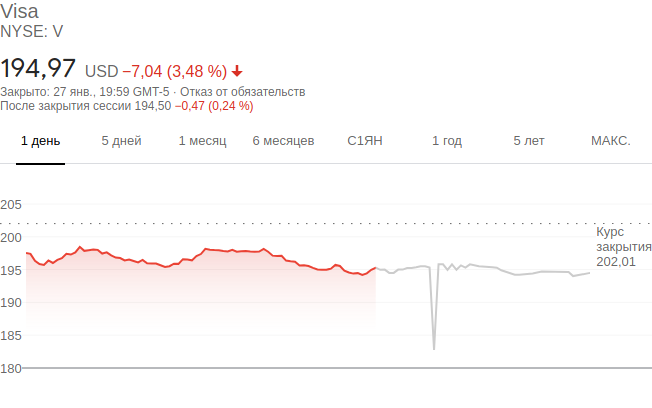 Visa
NYSE: V
194,97 USD −7,04 (3,48 %)
Закрыто: 27 янв., 19:59 GMT-5 · Отказ от обязательств
После закрытия сессии 194,50 −0,47 (0,24 %)
1 день 5 дней 1 месяц 6 месяцев С1ЯН 1 год 5 лет МАКС.
205
200
195
190
185
180
Курс
закрытия
202,01